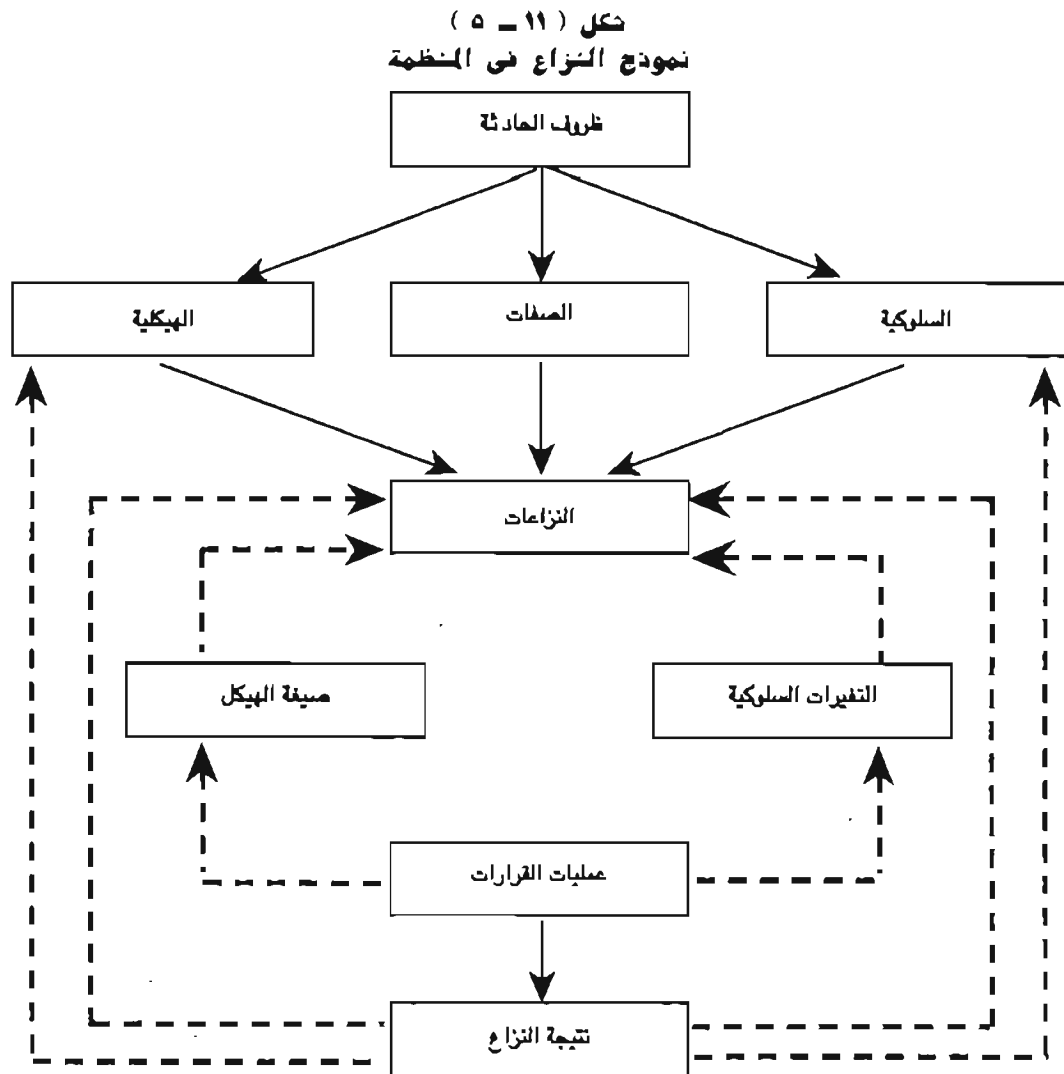 شكل ( ١١ ــ ٥ )
نموذج النزاع فى المنظمة
ظروف الحادثة
السلوكية
الصفات
الهيكلية
النزاعات
التغيرات السلوكية
صيغة الهيكل
عمليات القرارات
نتيجة النزاع